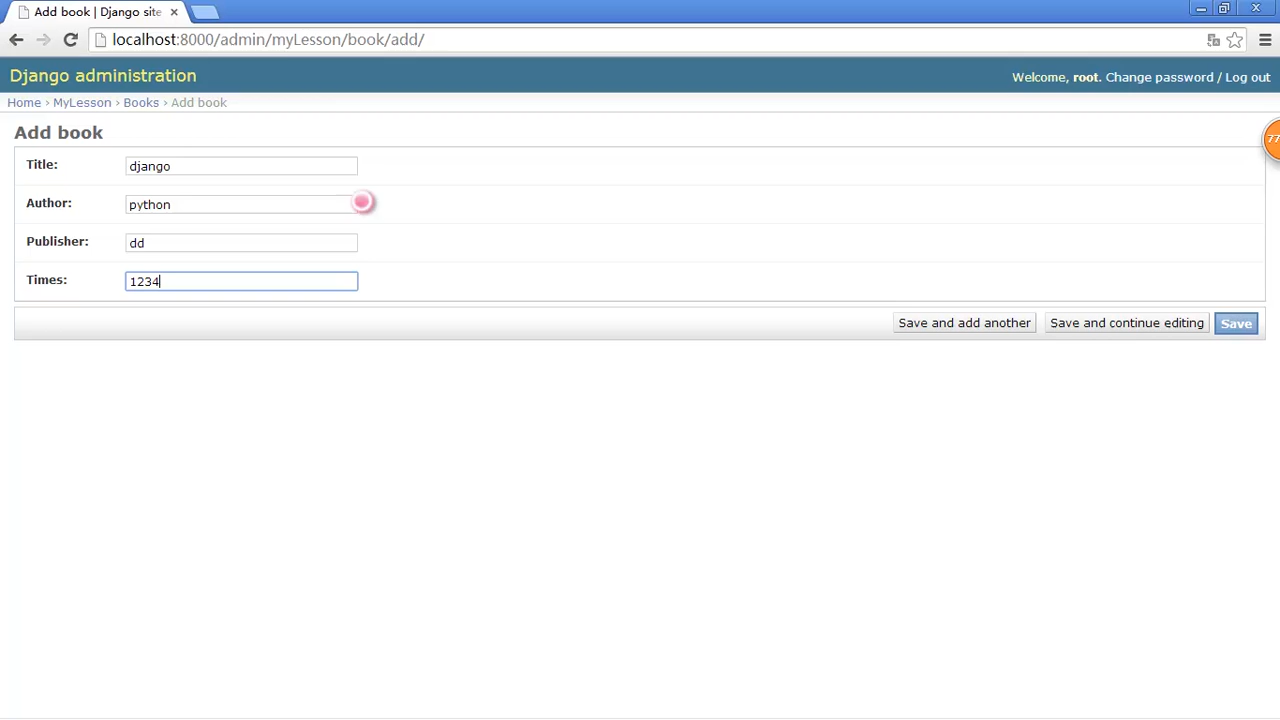 Add book | Django site
localhost:8000/admin/myLesson/book/add/
Django administration
Welcome, root. Change password / Log out
Home › MyLesson › Books › Add book
Add book
77
Title: django
Author: python
Publisher: dd
Times: 1234
Save and add another Save and continue editing Save